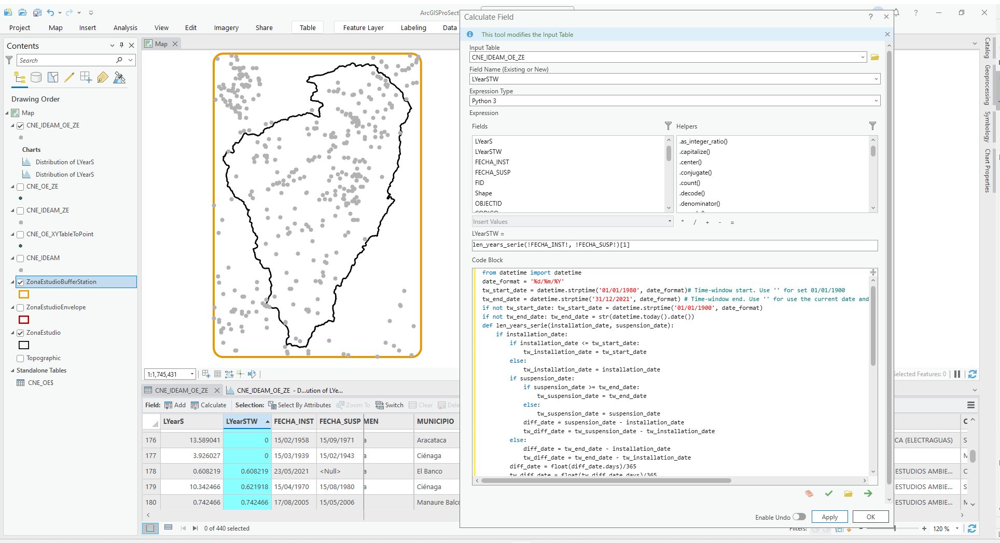 ArcGISProSect
Project Map Insert Analysis View Edit Imagery Share Table Feature Layer Labeling Data
Contents
Search
Drawing Order
Map
CNE_IDEAM_OE_ZE
Charts
Distribution of LYearS
Distribution of LYearS
CNE_OE_ZE
CNE_IDEAM_ZE
CNE_OE_XYTableToPoint
CNE_IDEAM
ZonaEstudioBufferStation
ZonaEstudioEnvelope
ZonaEstudio
Topographic
Standalone Tables
CNE_OE$
Map
1:1,745,431
CNE_IDEAM_OE_ZE
CNE_IDEAM_OE_ZE - D...ution of LYe...
Field: Add Calculate Selection: Select By Attributes Zoom To Switch Clear Dele
LYearS LYearSTW FECHA_INST FECHA_SUSP MEN MUNICIPIO
176 13.589041 0 15/02/1958 15/09/1971 a Aracataca
177 3.926027 0 15/03/1939 15/02/1943 a Ciénaga
178 0.608219 0.608219 23/05/2021 <Null> a El Banco
179 10.342466 0.621918 15/04/1970 15/08/1980 a Ciénaga
180 0.742466 0.742466 17/08/2005 15/05/2006 Manaure Balco
0 of 440 selected
Calculate Field
?
This tool modifies the Input Table
Input Table
CNE_IDEAM_OE_ZE
Field Name (Existing or New)
LYearSTW
Expression Type
Python 3
Expression
Fields
LYearS
LYearSTW
FECHA_INST
FECHA_SUSP
FID
Shape
OBJECTID
CODIGO
Helpers
.as_integer_ratio()
.capitalize()
.center()
.conjugate()
.count()
.decode()
.denominator()
Insert Values
* / + - =
LYearSTW =
len_years_serie(!FECHA_INST!, !FECHA_SUSP!)[1]
Code Block
from datetime import datetime
date_format = '%d/%m/%Y'
tw_start_date = datetime.strptime('01/01/1980', date_format)# Time-window start. Use '' for set 01/01/1900
tw_end_date = datetime.strptime('31/12/2021', date_format) # Time-window end. Use '' for use the current date and
if not tw_start_date: tw_start_date = datetime.strptime('01/01/1900', date_format)
if not tw_end_date: tw_end_date = str(datetime.today().date())
def len_years_serie(installation_date, suspension_date):
if installation_date:
if installation_date <= tw_start_date:
tw_installation_date = tw_start_date
else:
tw_installation_date = installation_date
if suspension_date:
if suspension_date >= tw_end_date:
tw_suspension_date = tw_end_date
else:
tw_suspension_date = suspension_date
diff_date = suspension_date - installation_date
tw_diff_date = tw_suspension_date - tw_installation_date
else:
diff_date = tw_end_date - installation_date
tw_diff_date = tw_end_date - tw_installation_date
diff_date = float(diff_date.days)/365
tw_diff_date = float(tw_diff_date.days)/365
Enable Undo Apply OK
?
Catalog
Geoprocessing
Symbology
Chart Properties
Selected Features: 0
C
CA (ELECTRAGUAS) S
M
ESTUDIOS AMBIE... C
ESTUDIOS AMBIE... S
ESTUDIOS AMBIE... M
Filters: - + 120 %